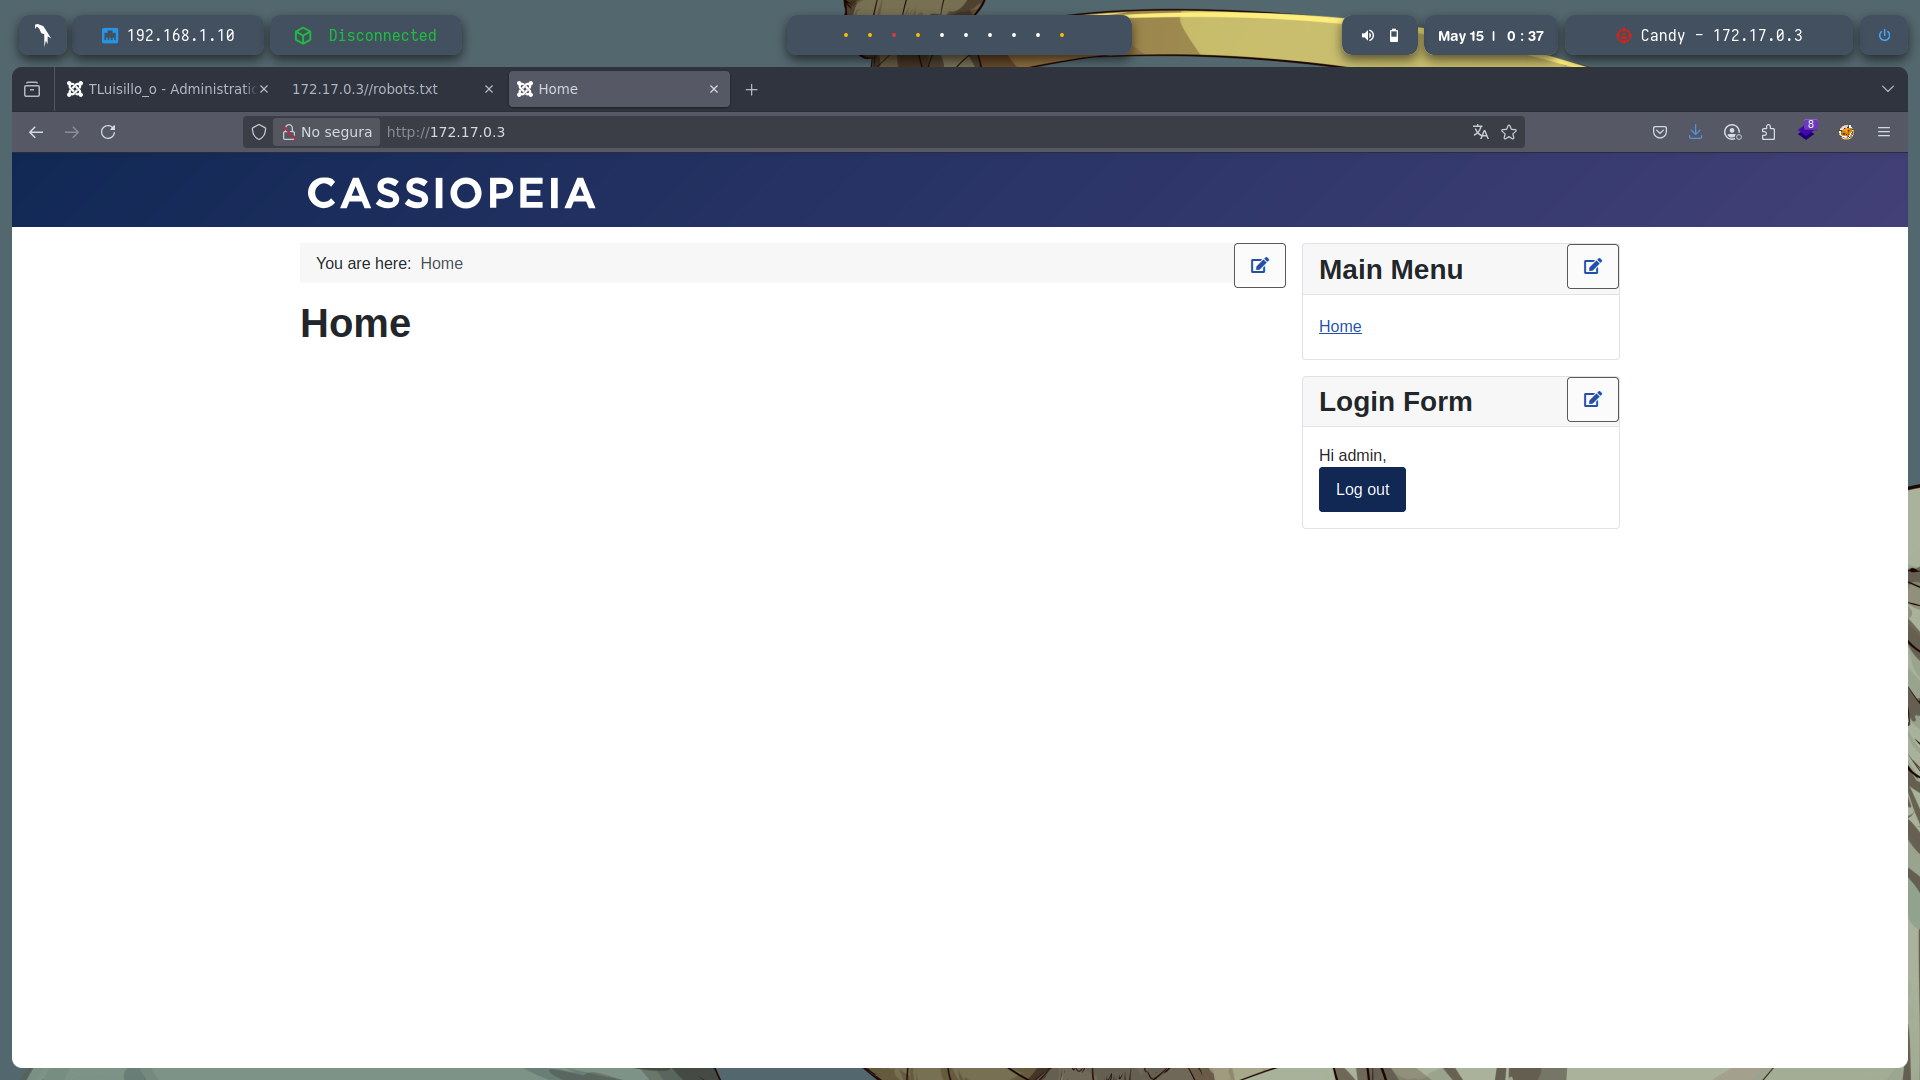 192.168.1.10
Disconnected
May 15 | 0 : 37
Candy - 172.17.0.3
TLuisillo_o - Administratio
172.17.0.3//robots.txt
Home
No segura
http://172.17.0.3
8
CASSIOPEIA
You are here: Home
Home
Main Menu
Home
Login Form
Hi admin,
Log out